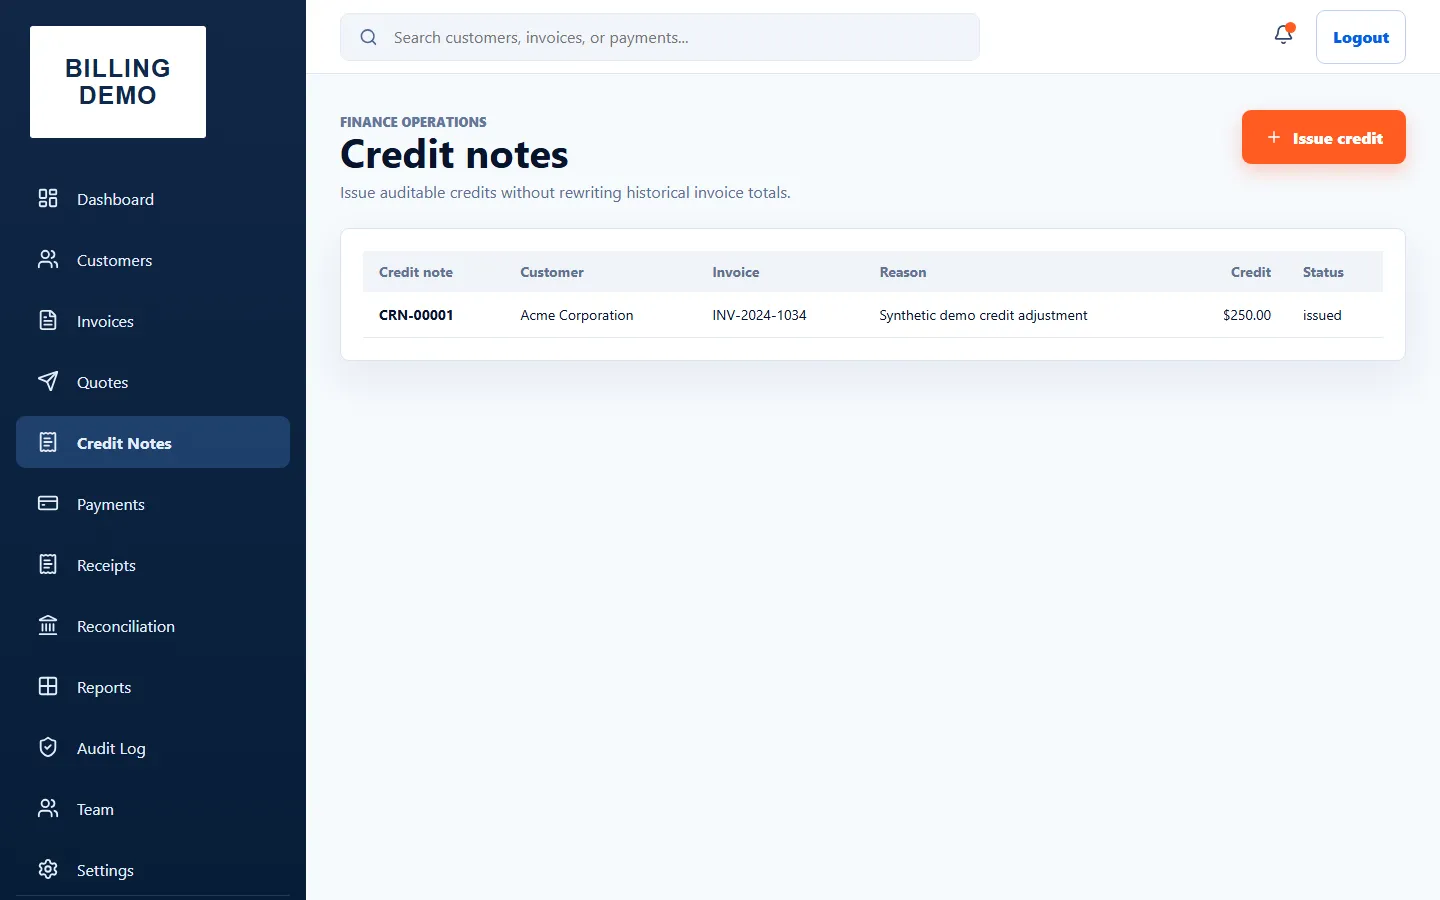 BILLING
DEMO
Dashboard
Customers
Invoices
Quotes
Credit Notes
Payments
Receipts
Reconciliation
Reports
Audit Log
Team
Settings
Search customers, invoices, or payments...
Logout
FINANCE OPERATIONS
Credit notes
Issue auditable credits without rewriting historical invoice totals.
+ Issue credit
Credit note Customer Invoice Reason Credit Status
CRN-00001 Acme Corporation INV-2024-1034 Synthetic demo credit adjustment $250.00 issued